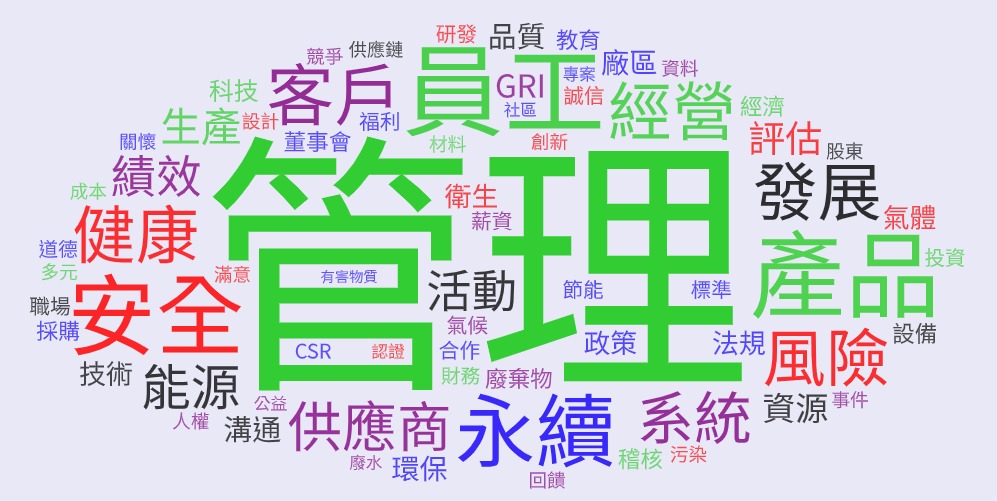 研發
品質
教育
競爭
供應鏈
員工
廠區
資料
專案
客戶
GRI
科技
誠信
經營
經濟
社區
生產
設計
福利
關懷
董事會
材料
創新
評估
股東
管理
績效
衛生
發展
成本
薪資
健康
氣體
道德
產品
投資
多元
滿意
有害物質
活動
節能
標準
安全
職場
採購
氣候
設備
政策
法規
風險
CSR
認證
合作
技術
能源
財務
廢棄物
事件
公益
永續
系統
資源
人權
溝通
供應商
稽核
污染
廢水
環保
回饋